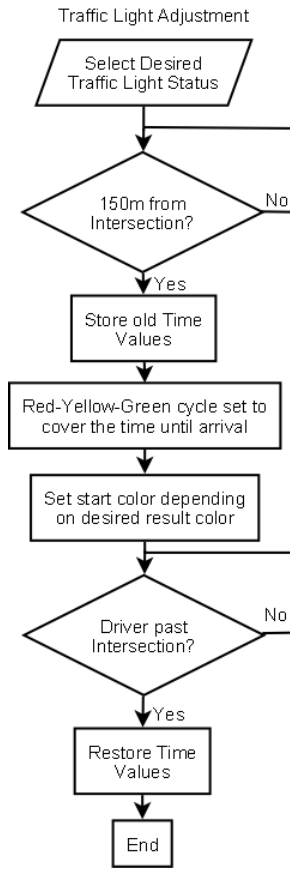 Traffic Light Adjustment
Select Desired
Traffic Light Status
150m from
Intersection?
No
Yes
Store old Time
Values
Red-Yellow-Green cycle set to
cover the time until arrival
Set start color depending
on desired result color
Driver past
Intersection?
No
Yes
Restore Time
Values
End